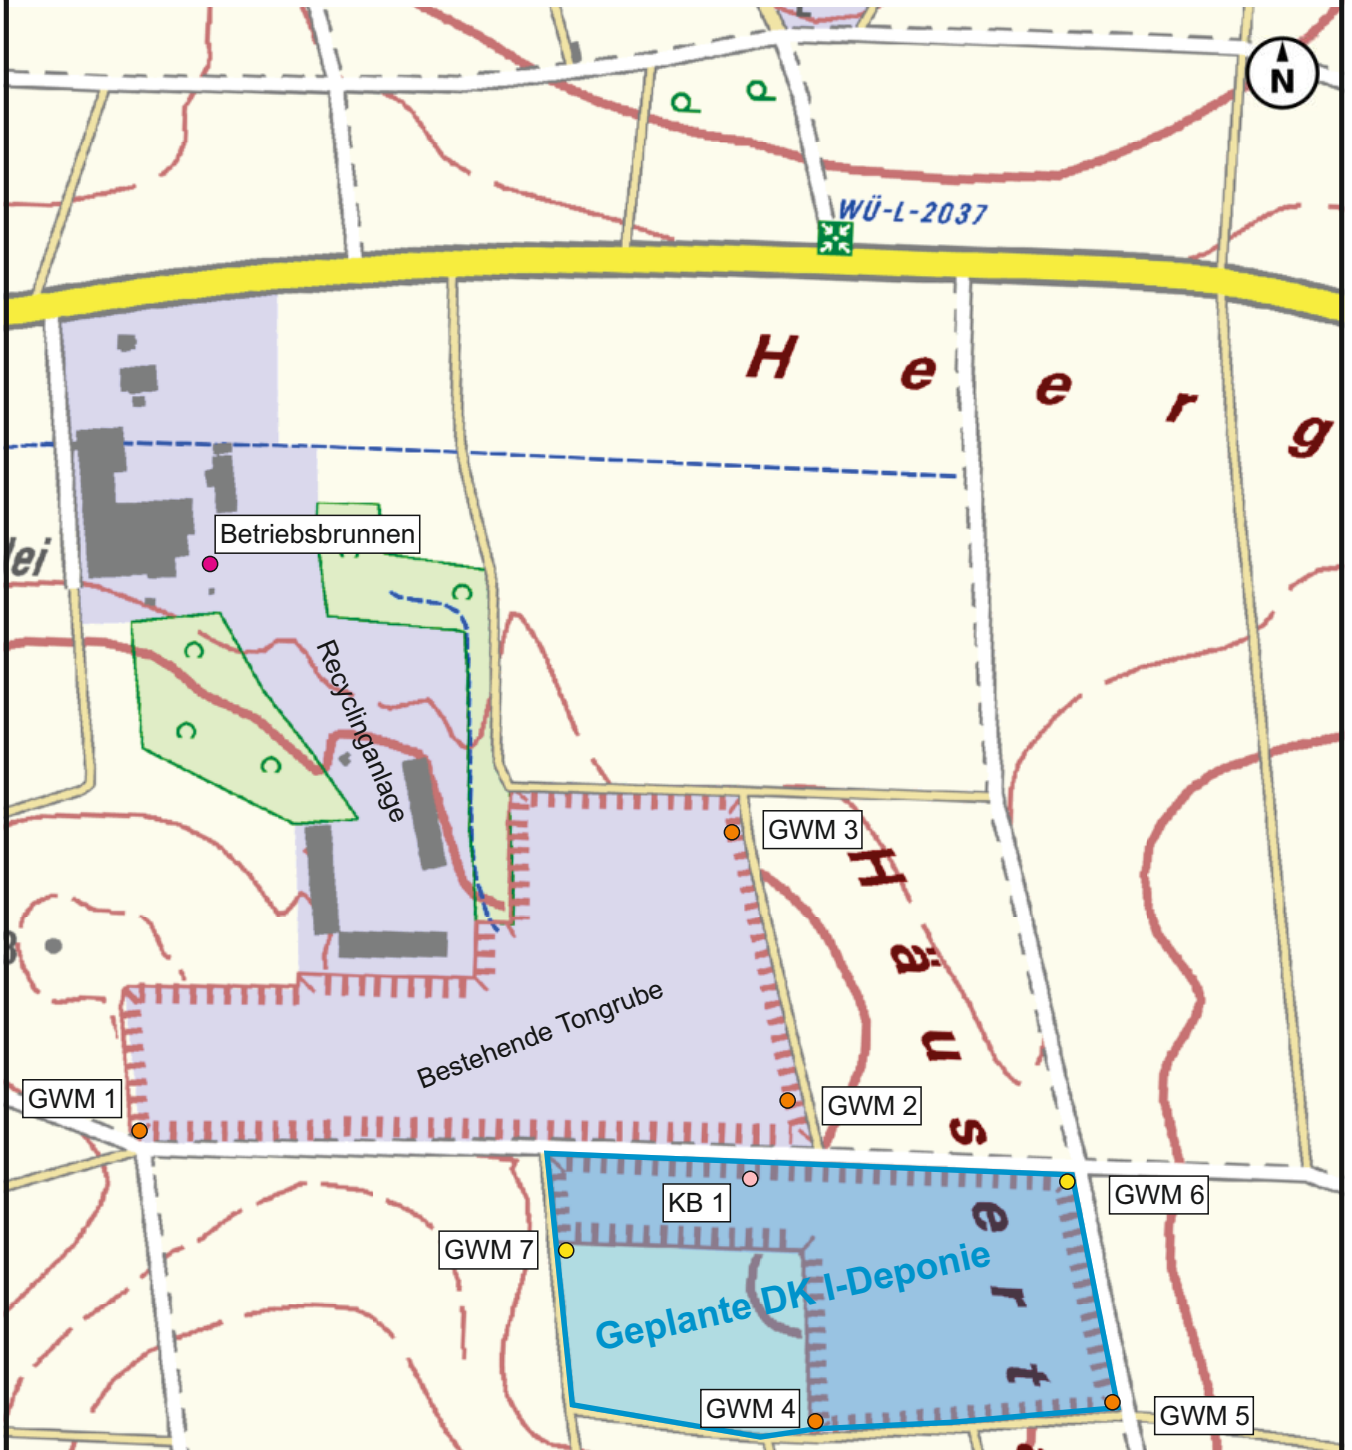 N
P P
WÜ-L-2037
H e e r g
Betriebsbrunnen
lei
Recyclinganlage
GWM 3
H ä u s e r t
Bestehende Tongrube
GWM 1
GWM 2
KB 1
GWM 6
GWM 7
Geplante DK I-Deponie
GWM 4
GWM 5